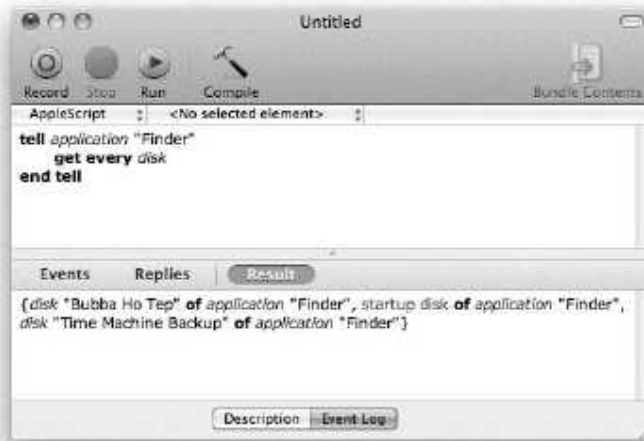 Untitled
Record Stop Run Compile Bundle Contents
AppleScript <No selected element>
tell application "Finder"
get every disk
end tell
Events Replies Result
{disk "Bubba Ho Tep" of application "Finder", startup disk of application "Finder",
disk "Time Machine Backup" of application "Finder"}
Description Event Log